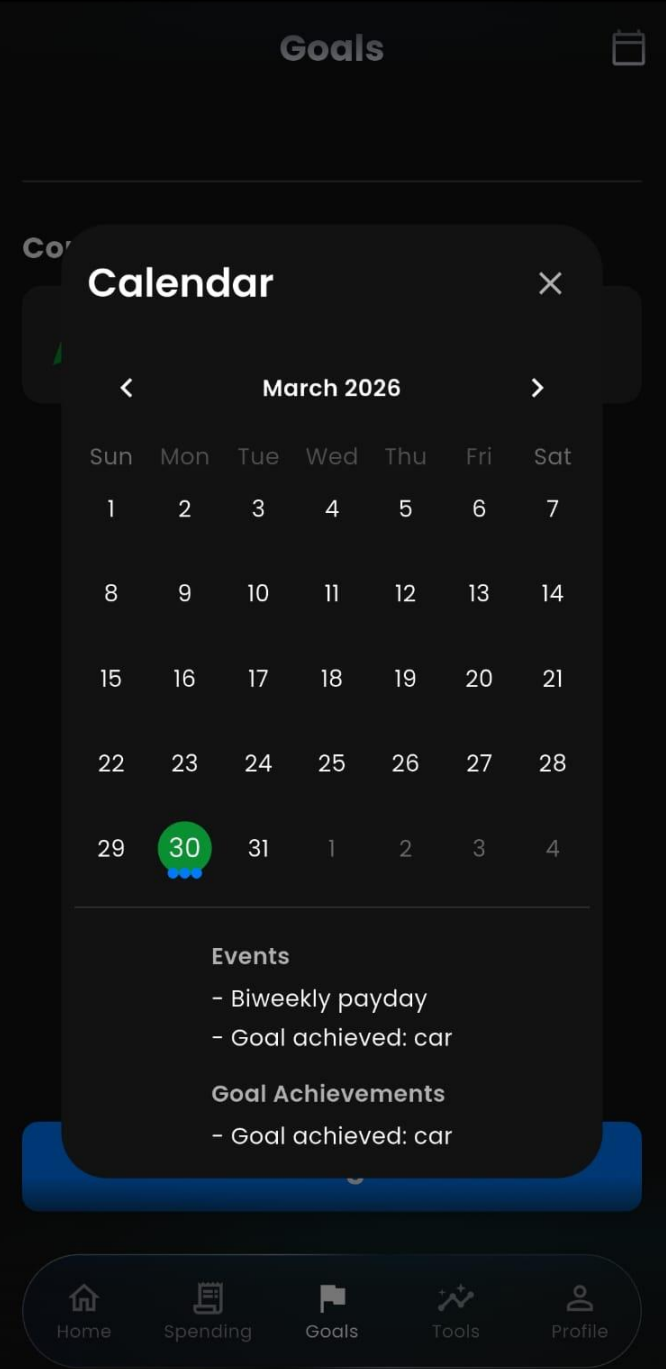 Goals
Calendar
March 2026
Sun Mon Tue Wed Thu Fri Sat
1 2 3 4 5 6 7
8 9 10 11 12 13 14
15 16 17 18 19 20 21
22 23 24 25 26 27 28
29 30 31 1 2 3 4
Events
- Biweekly payday
- Goal achieved: car
Goal Achievements
- Goal achieved: car
Home Spending Goals Tools Profile